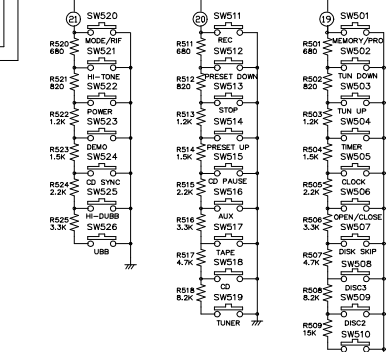 21 SW520
MODE/RIF
R520 680
SW521
HI-TONE
R521 820
SW522
POWER
R522 1.2K
SW523
DEMO
R523 1.5K
SW524
CD SYNC
R524 2.2K
SW525
HI-DUBB
R525 3.3K
SW526
UBB
20 SW511
REC
R511 680
SW512
PRESET DOWN
R512 820
SW513
STOP
R513 1.2K
SW514
PRESET UP
R514 1.5K
SW515
CD PAUSE
R515 2.2K
SW516
AUX
R516 3.3K
SW517
TAPE
R517 4.7K
SW518
CD
R518 8.2K
SW519
TUNER
19 SW501
MEMORY/PRO
R501 680
SW502
TUN DOWN
R502 820
SW503
TUN UP
R503 1.2K
SW504
TIMER
R504 1.5K
SW505
CLOCK
R505 2.2K
SW506
OPEN/CLOSE
R506 3.3K
SW507
DISK SKIP
R507 4.7K
SW508
DISC3
R508 8.2K
SW509
DISC2
R509 15K
SW510